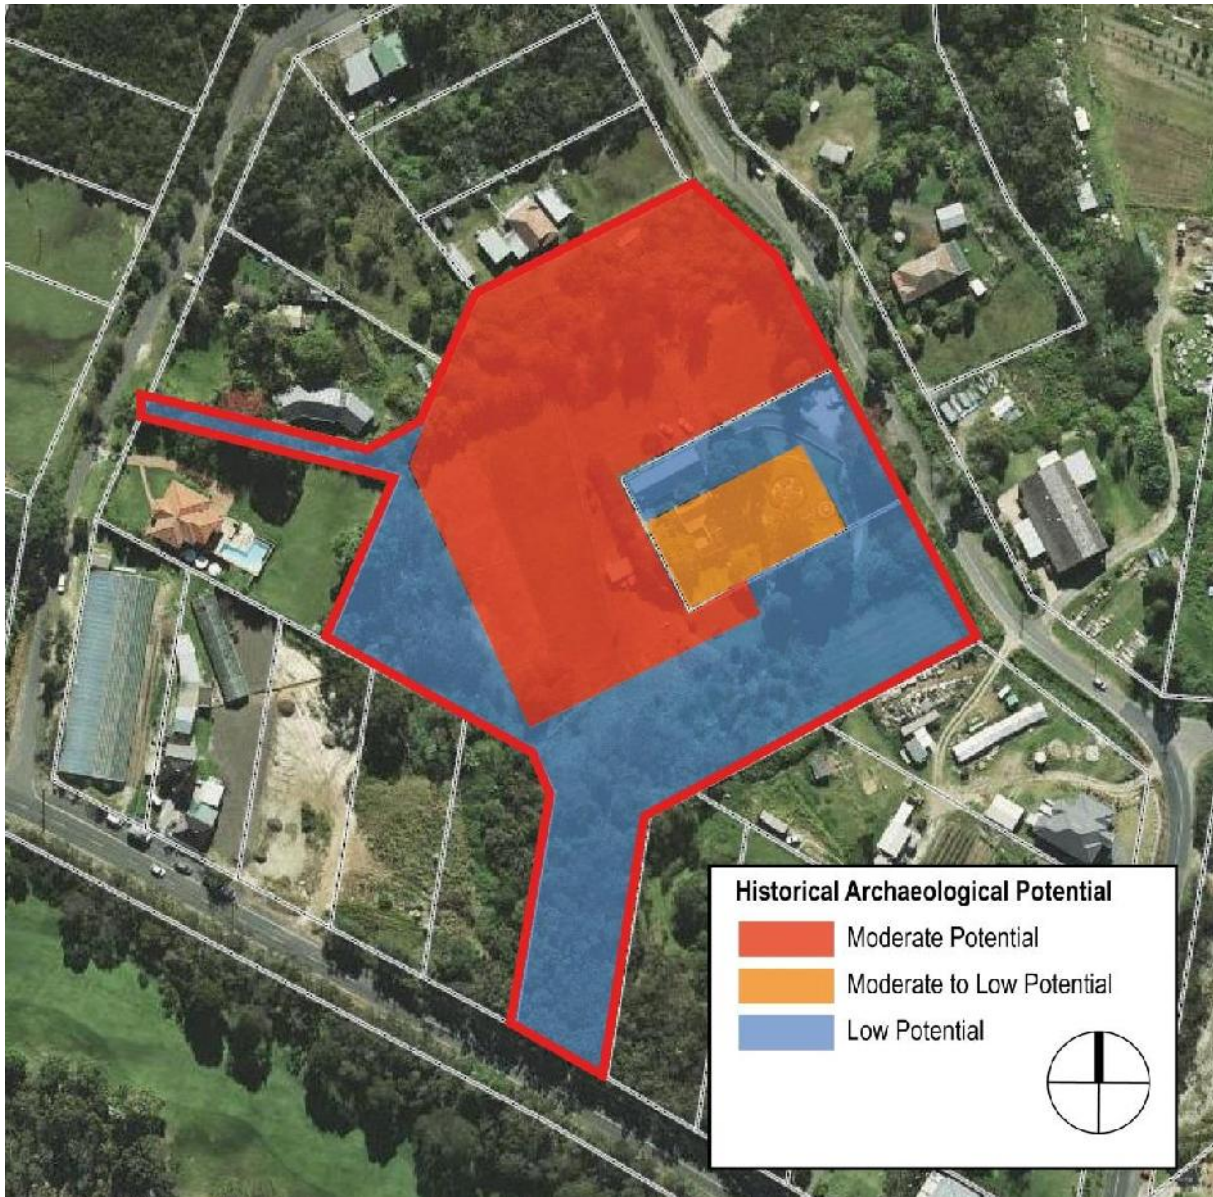 Historical Archaeological Potential
Moderate Potential
Moderate to Low Potential
Low Potential